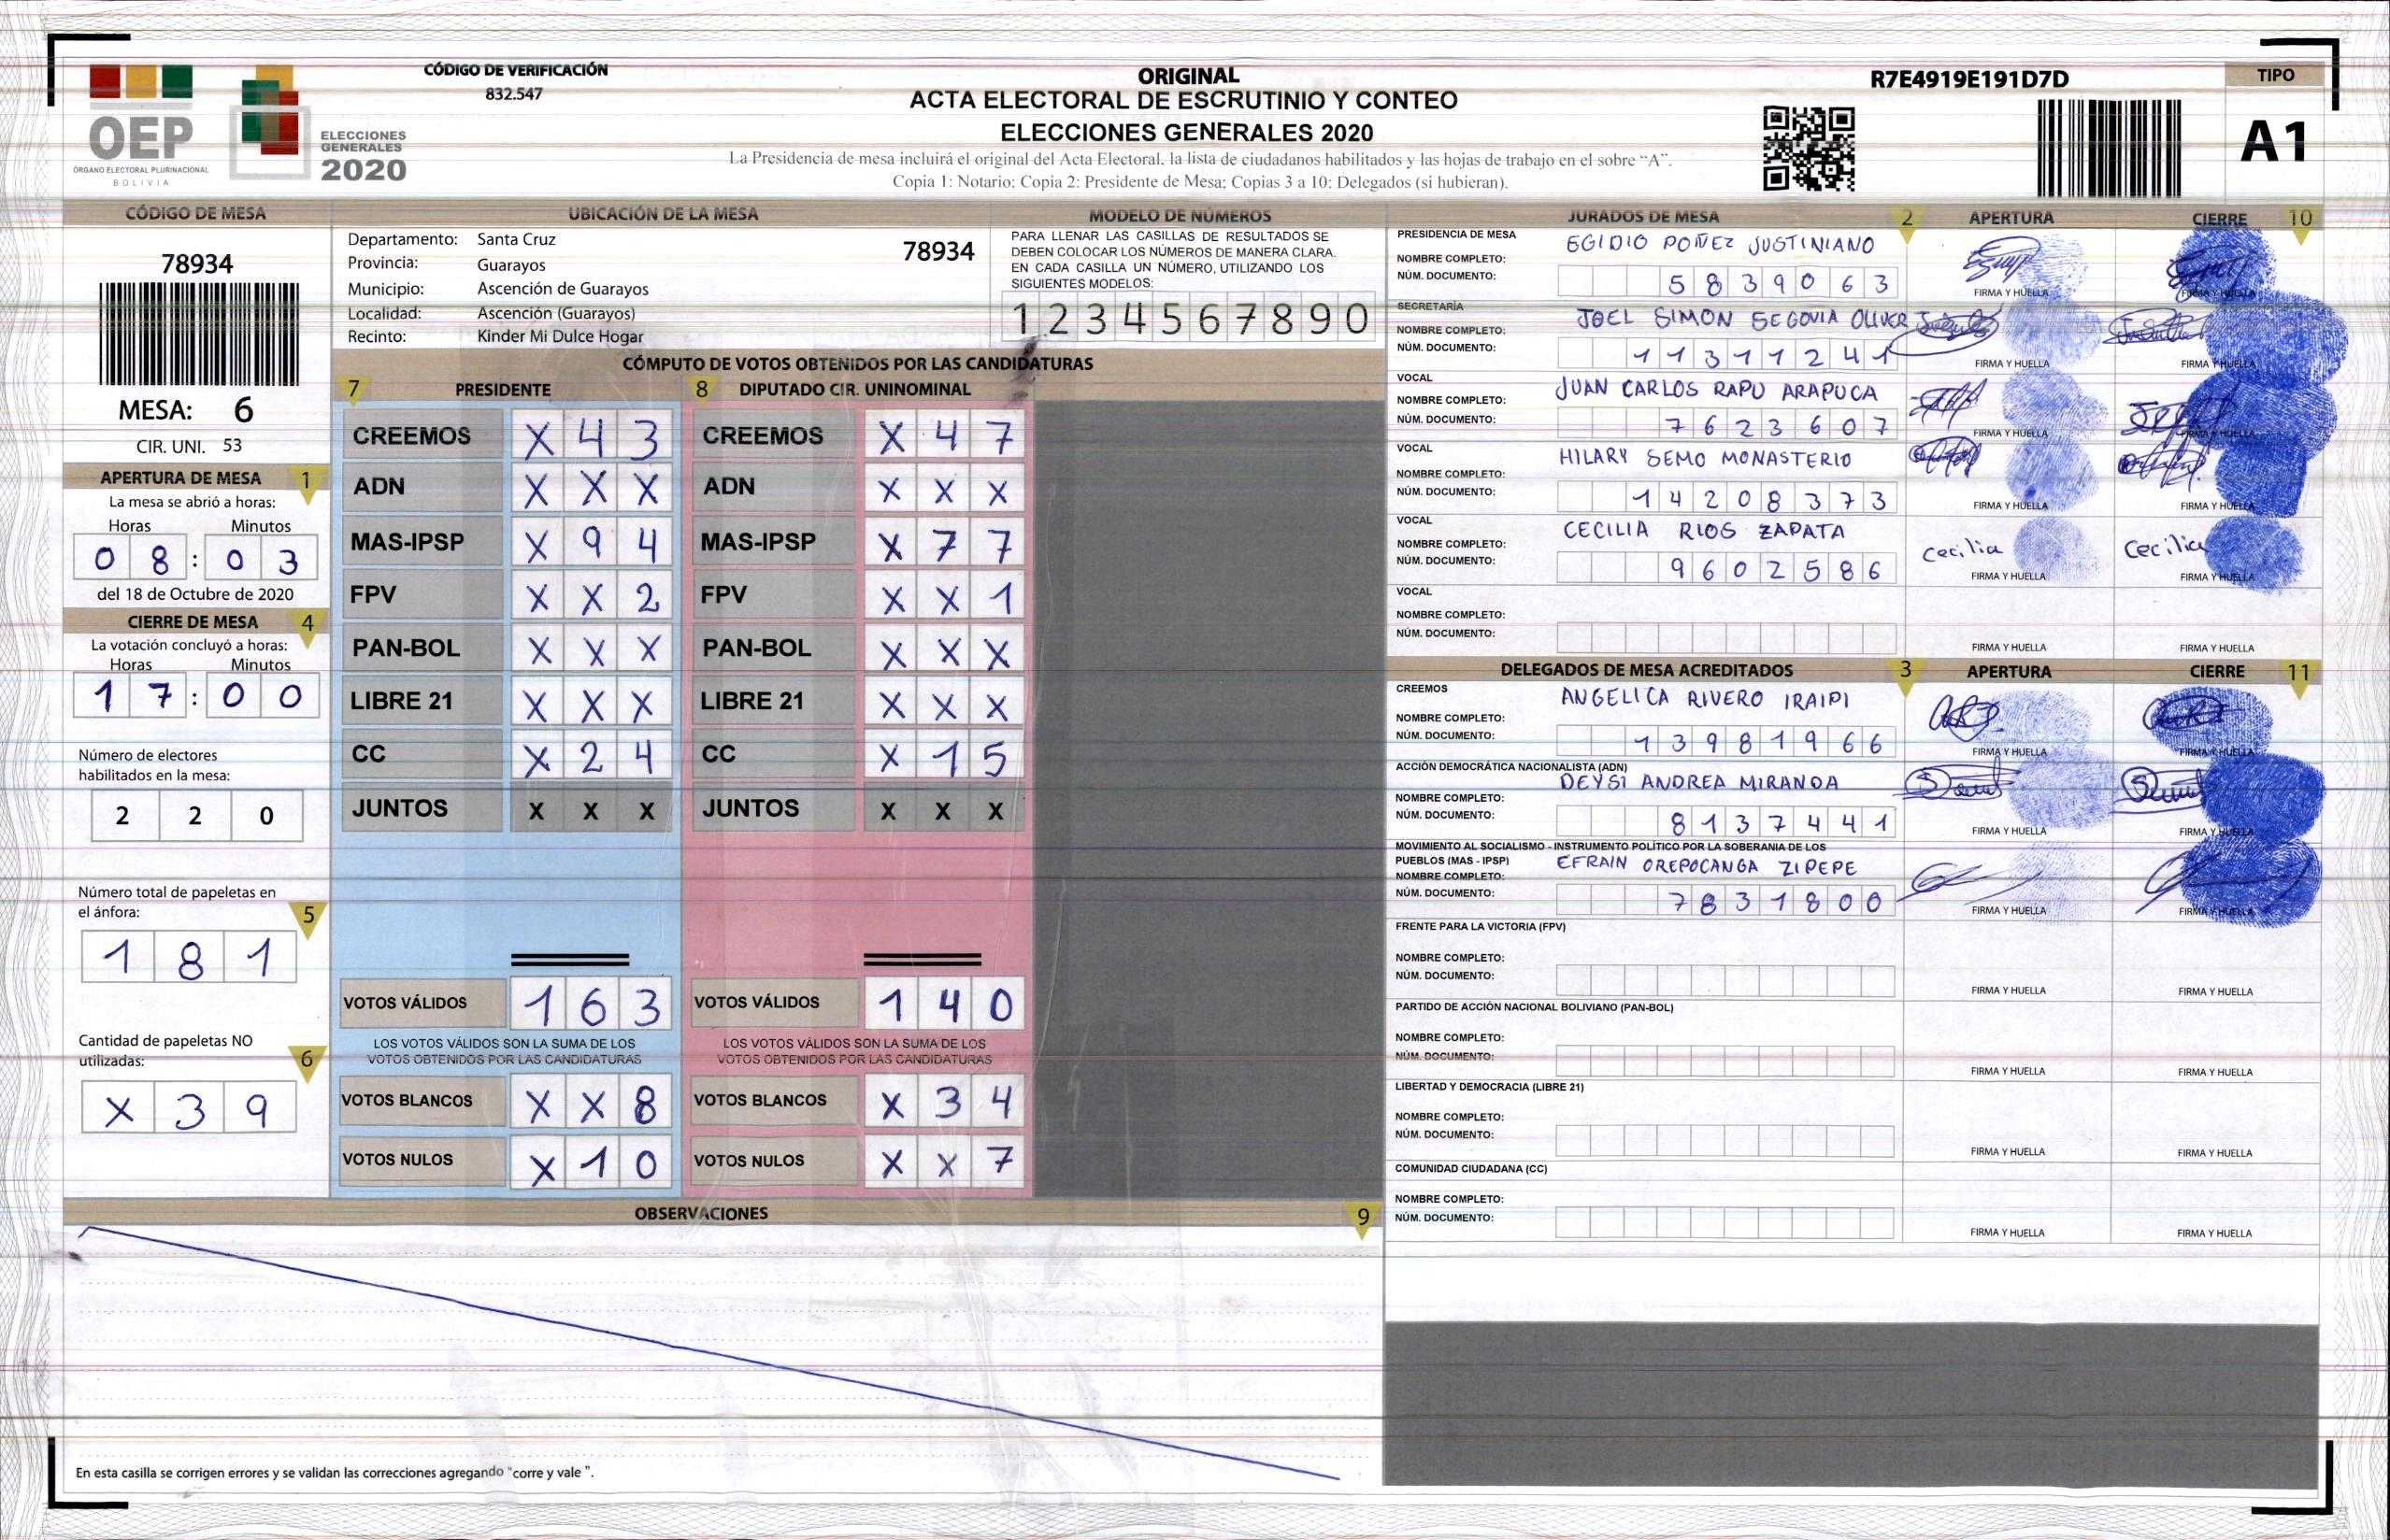 CÓDIGO DE VERIFICACIÓN
832.547
OEP
ÓRGANO ELECTORAL PLURINACIONAL
BOLIVIA
ELECCIONES
GENERALES
2020
ORIGINAL
ACTA ELECTORAL DE ESCRUTINIO Y CONTEO
ELECCIONES GENERALES 2020
La Presidencia de mesa incluirá el original del Acta Electoral, la lista de ciudadanos habilitados y las hojas de trabajo en el sobre “A”.
Copia 1: Notario; Copia 2: Presidente de Mesa; Copias 3 a 10: Delegados (si hubieran).
R7E4919E191D7D
TIPO
A1
CÓDIGO DE MESA
78934
MESA: 6
CIR. UNI. 53
APERTURA DE MESA 1
La mesa se abrió a horas:
Horas Minutos
0 8 : 0 3
del 18 de Octubre de 2020
CIERRE DE MESA 4
La votación concluyó a horas:
Horas Minutos
1 7 : 0 0
Número de electores
habilitados en la mesa:
2 2 0
Número total de papeletas en
el ánfora: 5
1 8 1
Cantidad de papeletas NO
utilizadas: 6
X 3 9
UBICACIÓN DE LA MESA
Departamento: Santa Cruz 78934
Provincia: Guarayos
Municipio: Ascención de Guarayos
Localidad: Ascención (Guarayos)
Recinto: Kinder Mi Dulce Hogar
MODELO DE NÚMEROS
PARA LLENAR LAS CASILLAS DE RESULTADOS SE
DEBEN COLOCAR LOS NÚMEROS DE MANERA CLARA.
EN CADA CASILLA UN NÚMERO, UTILIZANDO LOS
SIGUIENTES MODELOS:
1 2 3 4 5 6 7 8 9 0
CÓMPUTO DE VOTOS OBTENIDOS POR LAS CANDIDATURAS
7 PRESIDENTE 8 DIPUTADO CIR. UNINOMINAL
CREEMOS X 4 3 CREEMOS X 4 7
ADN X X X ADN X X X
MAS-IPSP X 9 4 MAS-IPSP X 7 7
FPV X X 2 FPV X X 1
PAN-BOL X X X PAN-BOL X X X
LIBRE 21 X X X LIBRE 21 X X X
CC X 2 4 CC X 1 5
JUNTOS X X X JUNTOS X X X
VOTOS VÁLIDOS 1 6 3 VOTOS VÁLIDOS 1 4 0
LOS VOTOS VÁLIDOS SON LA SUMA DE LOS LOS VOTOS VÁLIDOS SON LA SUMA DE LOS
VOTOS OBTENIDOS POR LAS CANDIDATURAS VOTOS OBTENIDOS POR LAS CANDIDATURAS
VOTOS BLANCOS X X 8 VOTOS BLANCOS X 3 4
VOTOS NULOS X 1 0 VOTOS NULOS X X 7
OBSERVACIONES 9
En esta casilla se corrigen errores y se validan las correcciones agregando "corre y vale ".
JURADOS DE MESA 2 APERTURA CIERRE 10
PRESIDENCIA DE MESA
NOMBRE COMPLETO: EGIDIO POÑEZ JUSTINIANO
NÚM. DOCUMENTO: 5 8 3 9 0 6 3
FIRMA Y HUELLA FIRMA Y HUELLA
SECRETARÍA
NOMBRE COMPLETO: JOEL SIMON SEGOVIA OLIVER
NÚM. DOCUMENTO: 1 1 3 1 1 2 4 1
FIRMA Y HUELLA FIRMA Y HUELLA
VOCAL
NOMBRE COMPLETO: JUAN CARLOS RAPU ARAPUCA
NÚM. DOCUMENTO: 7 6 2 3 6 0 7
FIRMA Y HUELLA FIRMA Y HUELLA
VOCAL
NOMBRE COMPLETO: HILARY SEMO MONASTERIO
NÚM. DOCUMENTO: 1 4 2 0 8 3 7 3
FIRMA Y HUELLA FIRMA Y HUELLA
VOCAL
NOMBRE COMPLETO: CECILIA RIOS ZAPATA
NÚM. DOCUMENTO: 9 6 0 2 5 8 6
Cecilia Cecilia
FIRMA Y HUELLA FIRMA Y HUELLA
VOCAL
NOMBRE COMPLETO:
NÚM. DOCUMENTO:
FIRMA Y HUELLA FIRMA Y HUELLA
DELEGADOS DE MESA ACREDITADOS 3 APERTURA CIERRE 11
CREEMOS
NOMBRE COMPLETO: ANGELICA RIVERO IRAIPI
NÚM. DOCUMENTO: 1 3 9 8 1 9 6 6
FIRMA Y HUELLA FIRMA Y HUELLA
ACCIÓN DEMOCRÁTICA NACIONALISTA (ADN)
NOMBRE COMPLETO: DEYSI ANDREA MIRANDA
NÚM. DOCUMENTO: 8 1 3 7 4 4 1
FIRMA Y HUELLA FIRMA Y HUELLA
MOVIMIENTO AL SOCIALISMO - INSTRUMENTO POLÍTICO POR LA SOBERANIA DE LOS
PUEBLOS (MAS - IPSP)
NOMBRE COMPLETO: EFRAIN OREPOCANGA ZIPEPE
NÚM. DOCUMENTO: 7 8 3 1 8 0 0
FIRMA Y HUELLA FIRMA Y HUELLA
FRENTE PARA LA VICTORIA (FPV)
NOMBRE COMPLETO:
NÚM. DOCUMENTO:
FIRMA Y HUELLA FIRMA Y HUELLA
PARTIDO DE ACCIÓN NACIONAL BOLIVIANO (PAN-BOL)
NOMBRE COMPLETO:
NÚM. DOCUMENTO:
FIRMA Y HUELLA FIRMA Y HUELLA
LIBERTAD Y DEMOCRACIA (LIBRE 21)
NOMBRE COMPLETO:
NÚM. DOCUMENTO:
FIRMA Y HUELLA FIRMA Y HUELLA
COMUNIDAD CIUDADANA (CC)
NOMBRE COMPLETO:
NÚM. DOCUMENTO:
FIRMA Y HUELLA FIRMA Y HUELLA